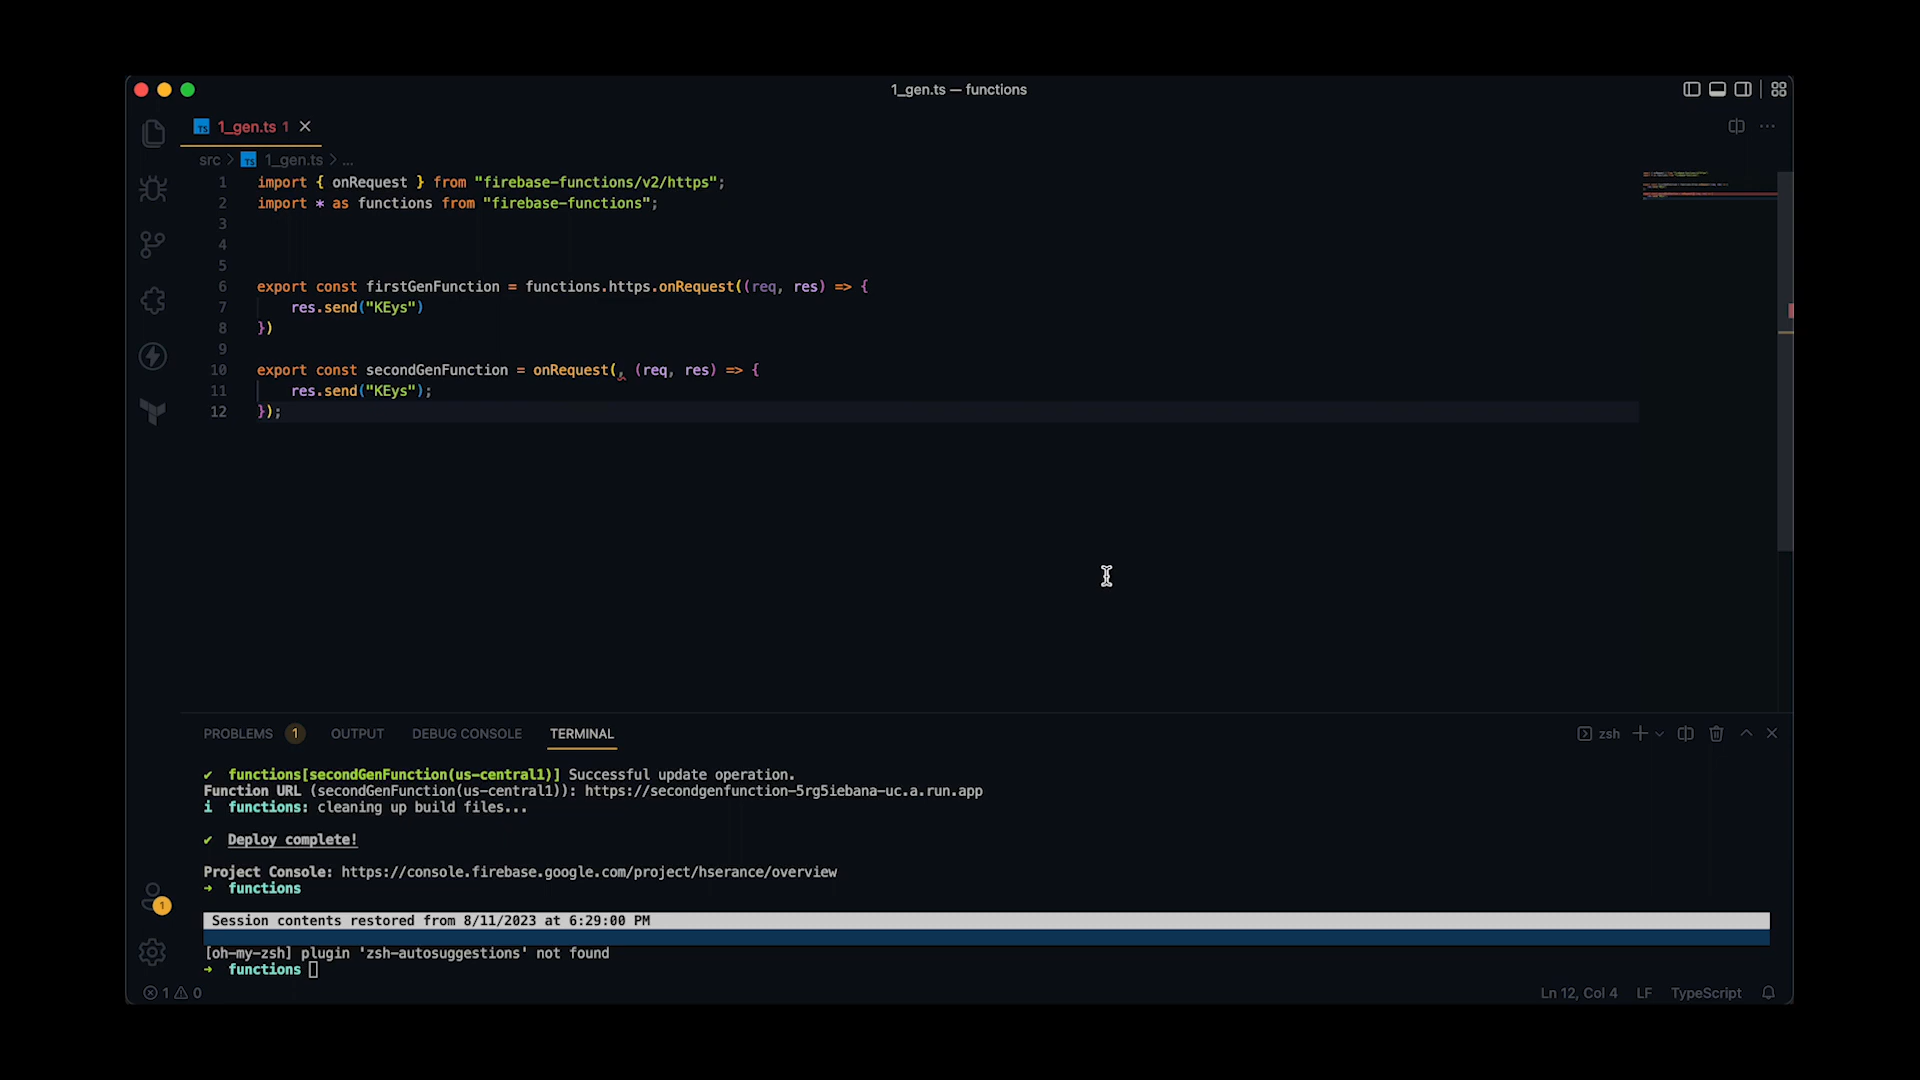 1_gen.ts — functions
TS 1_gen.ts 1
src > TS 1_gen.ts > ...
1 import { onRequest } from "firebase-functions/v2/https";
2 import * as functions from "firebase-functions";
3
4
5
6 export const firstGenFunction = functions.https.onRequest((req, res) => {
7 res.send("KEys")
8 })
9
10 export const secondGenFunction = onRequest(, (req, res) => {
11 res.send("KEys");
12 });
PROBLEMS 1 OUTPUT DEBUG CONSOLE TERMINAL zsh
✔ functions[secondGenFunction(us-central1)] Successful update operation.
Function URL (secondGenFunction(us-central1)): https://secondgenfunction-5rg5iebana-uc.a.run.app
i functions: cleaning up build files...
✔ Deploy complete!
Project Console: https://console.firebase.google.com/project/hserance/overview
→ functions
1
Session contents restored from 8/11/2023 at 6:29:00 PM
[oh-my-zsh] plugin 'zsh-autosuggestions' not found
→ functions
1 0 Ln 12, Col 4 LF TypeScript